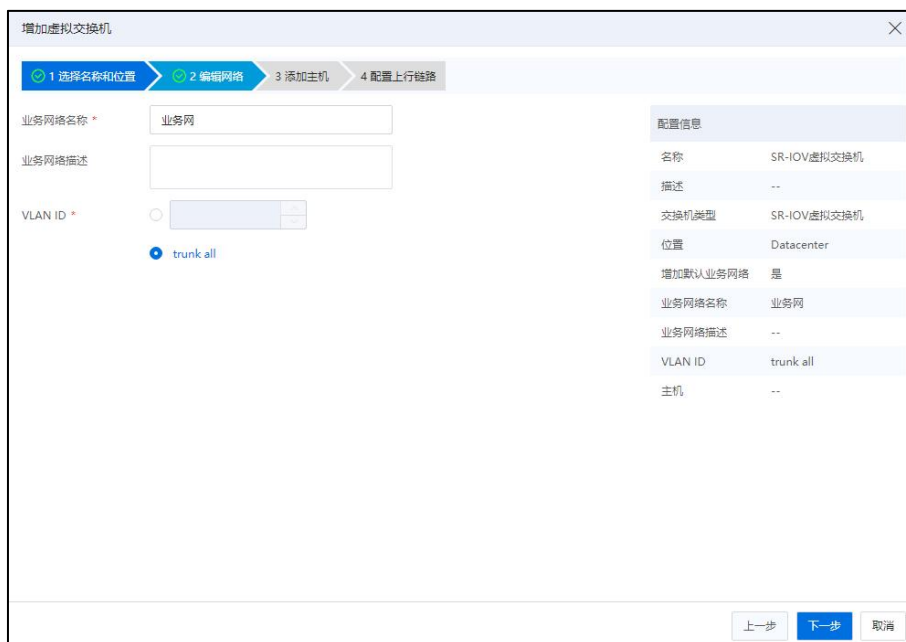 增加虚拟交换机
1 选择名称和位置
2 编辑网络
3 添加主机
4 配置上行链路
业务网络名称 *
业务网
业务网络描述
VLAN ID *
trunk all
配置信息
名称 SR-IOV虚拟交换机
描述 --
交换机类型 SR-IOV虚拟交换机
位置 Datacenter
增加默认业务网络 是
业务网络名称 业务网
业务网络描述 --
VLAN ID trunk all
主机 --
上一步
下一步
取消